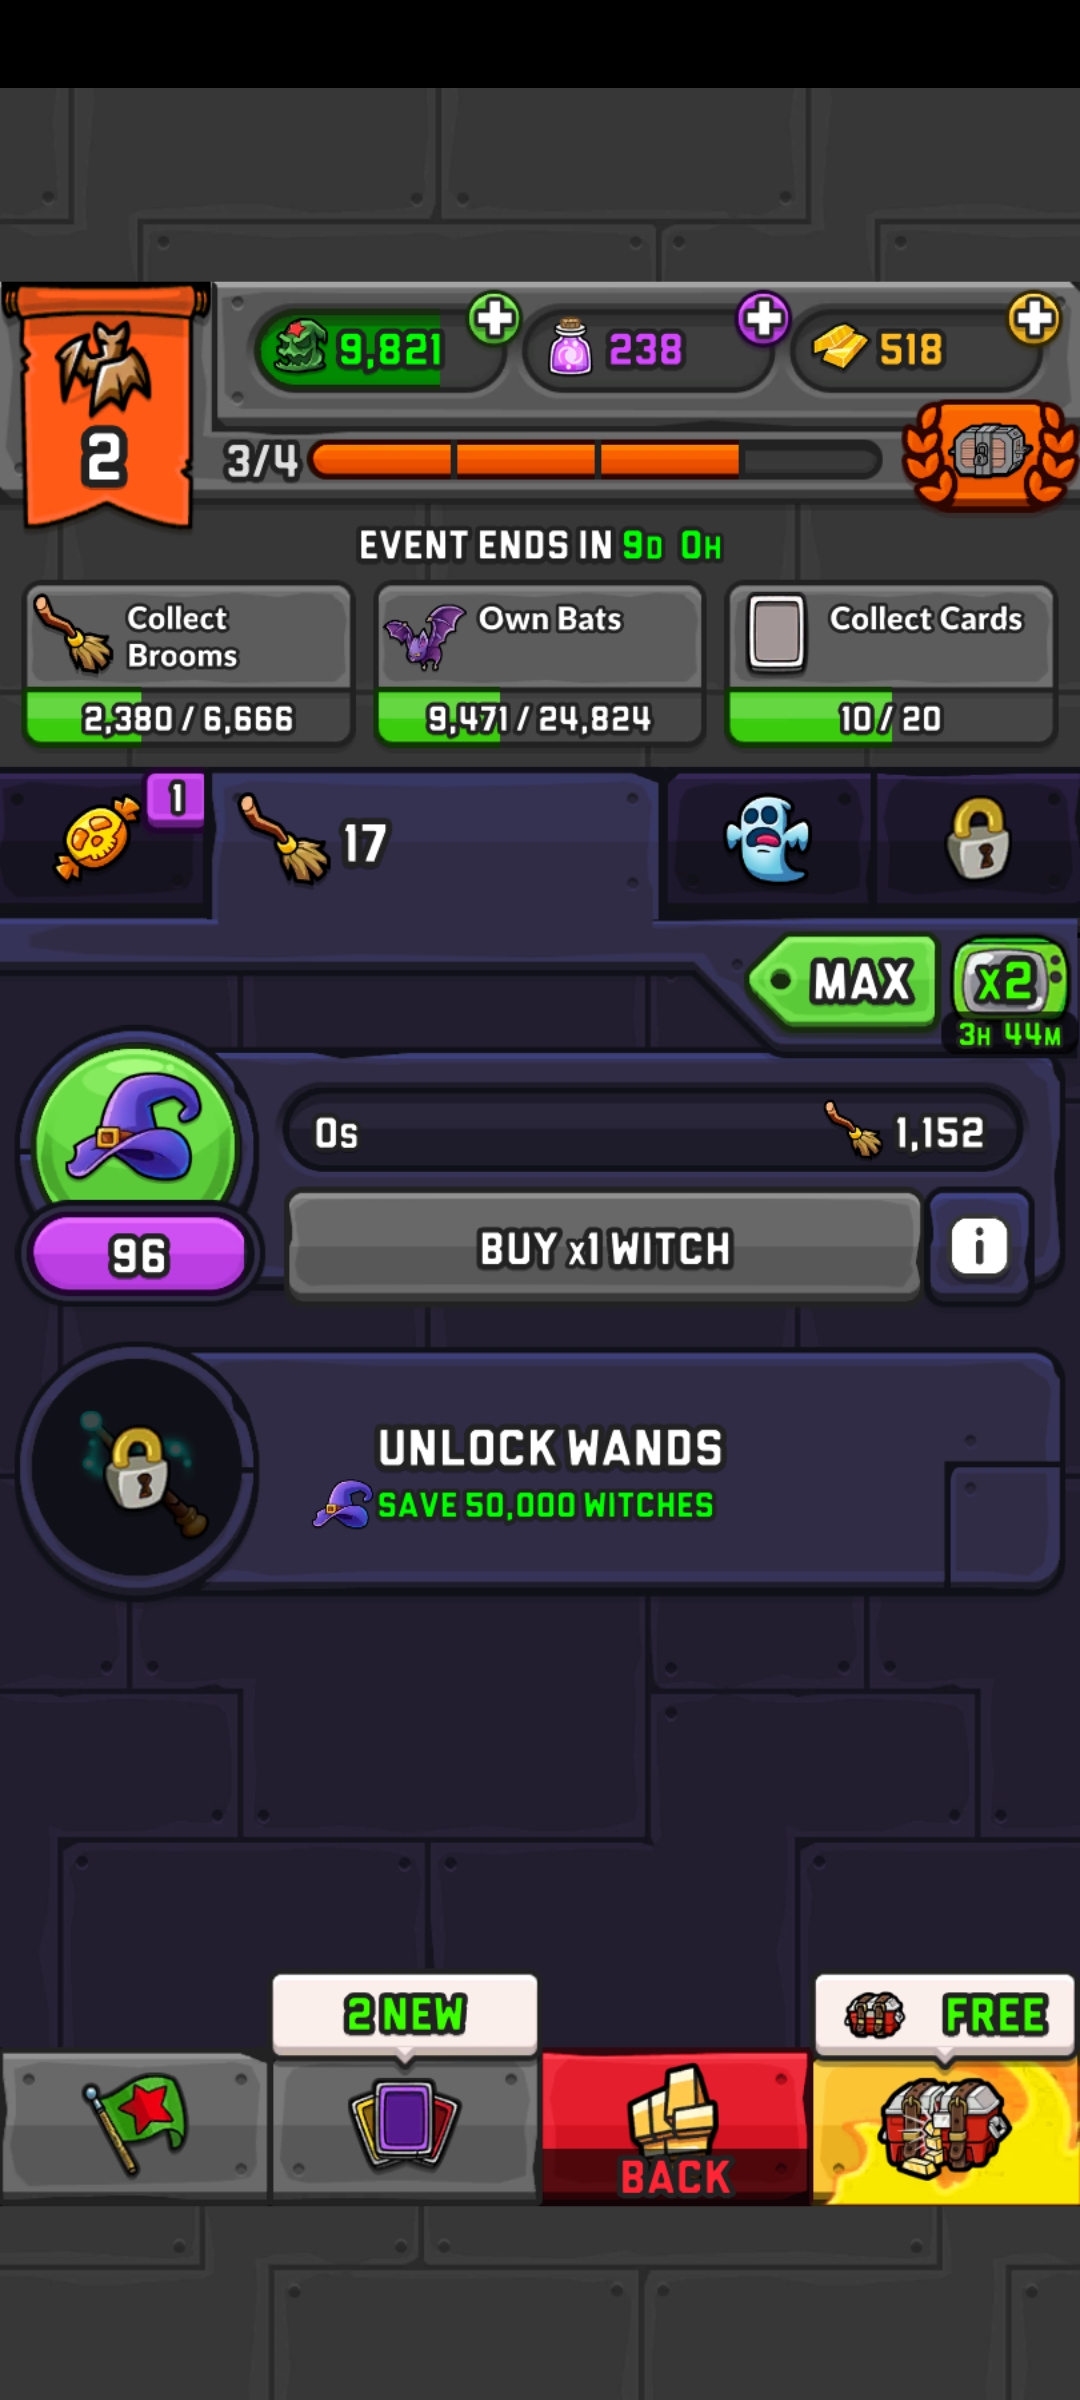 9,821
238
518
2
3/4
EVENT ENDS IN 9D 0H
Collect
Brooms
Own Bats
Collect Cards
2,380 / 6,666
9,471 / 24,824
10 / 20
1
17
MAX
x2
3H 44M
0s
1,152
96
BUY x1 WITCH
i
UNLOCK WANDS
SAVE 50,000 WITCHES
2 NEW
FREE
BACK